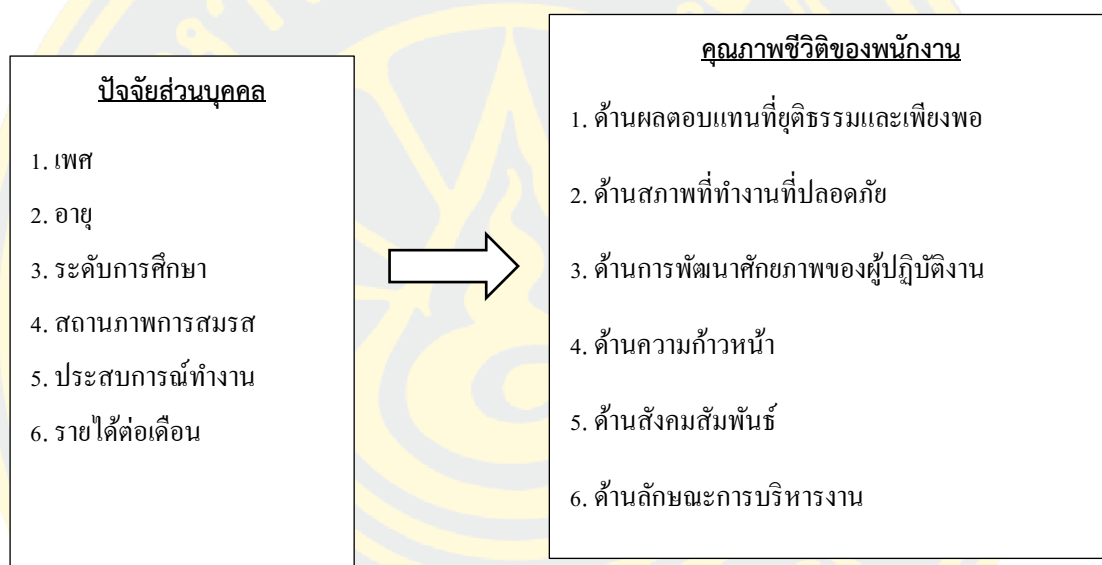 ปัจจัยส่วนบุคคล
1. เพศ
2. อายุ
3. ระดับการศึกษา
4. สถานภาพการสมรส
5. ประสบการณ์ทำงาน
6. รายได้ต่อเดือน
คุณภาพชีวิติของพนักงาน
1. ด้านผลตอบแทนที่ยุติธรรมและเพียงพอ
2. ด้านสภาพที่ทำงานที่ปลอดภัย
3. ด้านการพัฒนาศักยภาพของผู้ปฏิบัติงาน
4. ด้านความก้าวหน้า
5. ด้านสังคมสัมพันธ์
6. ด้านลักษณะการบริหารงาน